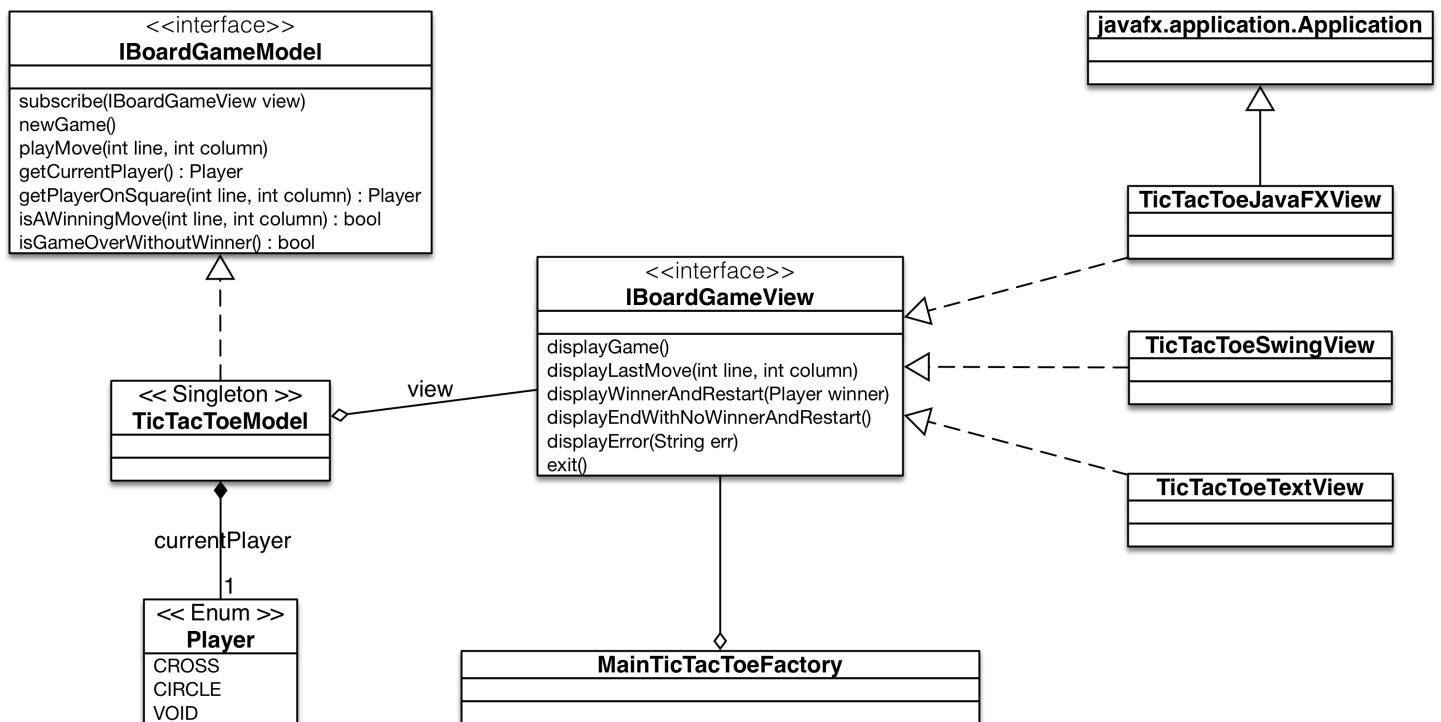 <<interface>>
IBoardGameModel
subscribe(IBoardGameView view)
newGame()
playMove(int line, int column)
getCurrentPlayer() : Player
getPlayerOnSquare(int line, int column) : Player
isAWinningMove(int line, int column) : bool
isGameOverWithoutWinner() : bool
javafx.application.Application
TicTacToeJavaFXView
<<interface>>
IBoardGameView
displayGame()
displayLastMove(int line, int column)
displayWinnerAndRestart(Player winner)
displayEndWithNoWinnerAndRestart()
displayError(String err)
exit()
TicTacToeSwingView
<< Singleton >>
TicTacToeModel
view
TicTacToeTextView
currentPlayer
1
<< Enum >>
Player
CROSS
CIRCLE
VOID
MainTicTacToeFactory